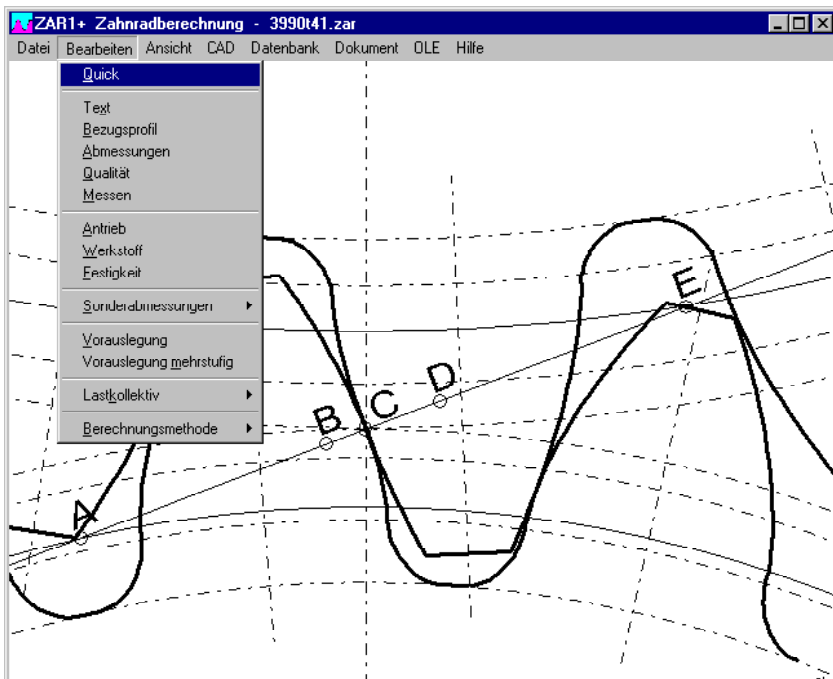 ZAR1+ Zahnradberechnung - 3990t41.zar
Datei Bearbeiten Ansicht CAD Datenbank Dokument OLE Hilfe
Quick
Text
Bezugsprofil
Abmessungen
Qualität
Messen
Antrieb
Werkstoff
Festigkeit
Sonderabmessungen
Vorauslegung
Vorauslegung mehrstufig
Lastkollektiv
Berechnungsmethode
E
D
C
B
A